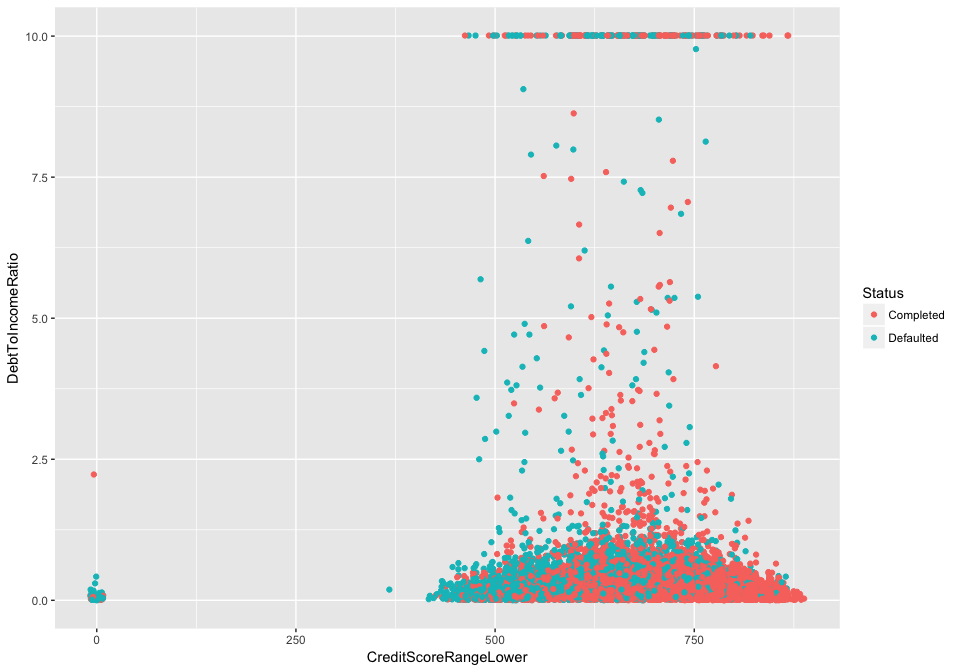 DebtToIncomeRatio
10.0
7.5
5.0
2.5
0.0
0 250 500 750
CreditScoreRangeLower
Status
Completed
Defaulted